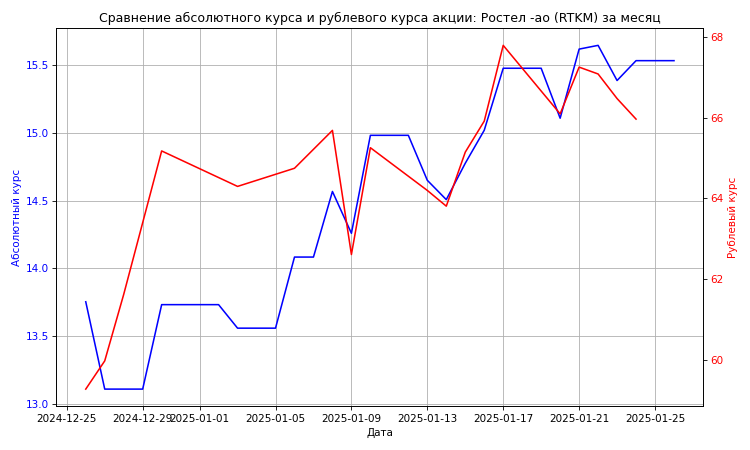 Сравнение абсолютного курса и рублевого курса акции: Ростел -ао (RTKM) за месяц
68
15.5
66
15.0
Абсолютный курс
14.5
64
Рублевый курс
14.0
62
13.5
60
13.0
2024-12-25 2024-12-29 2025-01-01 2025-01-05 2025-01-09 2025-01-13 2025-01-17 2025-01-21 2025-01-25
Дата